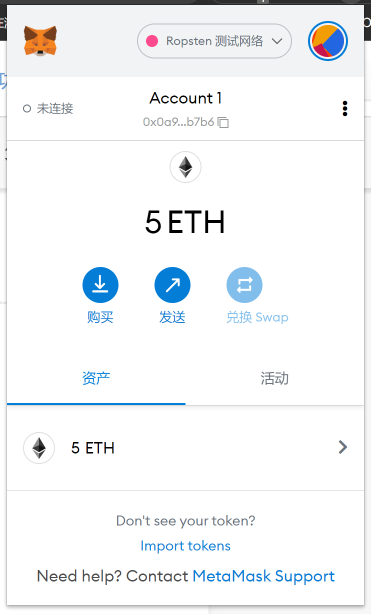 Ropsten 测试网络
未连接
Account 1
0x0a9...b7b6
5 ETH
购买
发送
兑换 Swap
资产
活动
5 ETH
Don't see your token?
Import tokens
Need help? Contact MetaMask Support